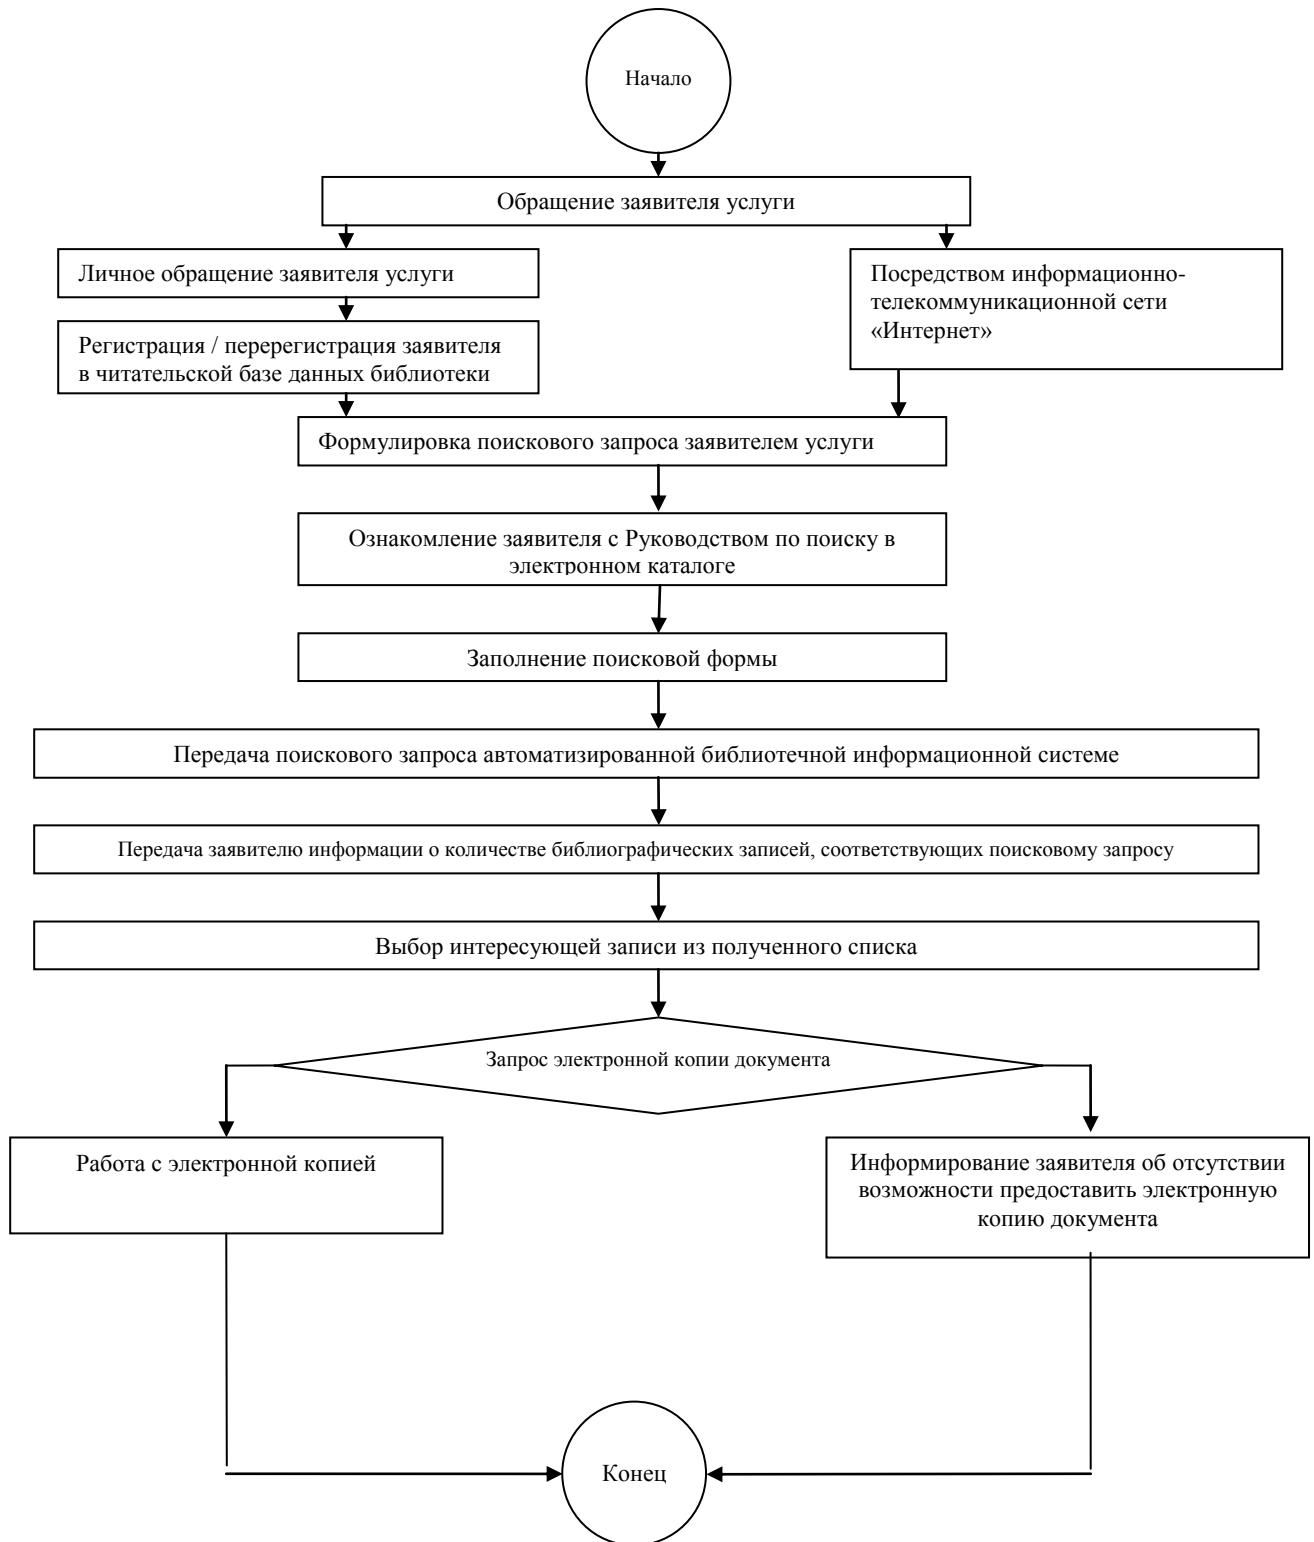 Начало
Обращение заявителя услуги
Личное обращение заявителя услуги
Посредством информационно-
телекоммуникационной сети
«Интернет»
Регистрация / перерегистрация заявителя
в читательской базе данных библиотеки
Формулировка поискового запроса заявителем услуги
Ознакомление заявителя с Руководством по поиску в
электронном каталоге
Заполнение поисковой формы
Передача поискового запроса автоматизированной библиотечной информационной системе
Передача заявителю информации о количестве библиографических записей, соответствующих поисковому запросу
Выбор интересующей записи из полученного списка
Запрос электронной копии документа
Работа с электронной копией
Информирование заявителя об отсутствии
возможности предоставить электронную
копию документа
Конец